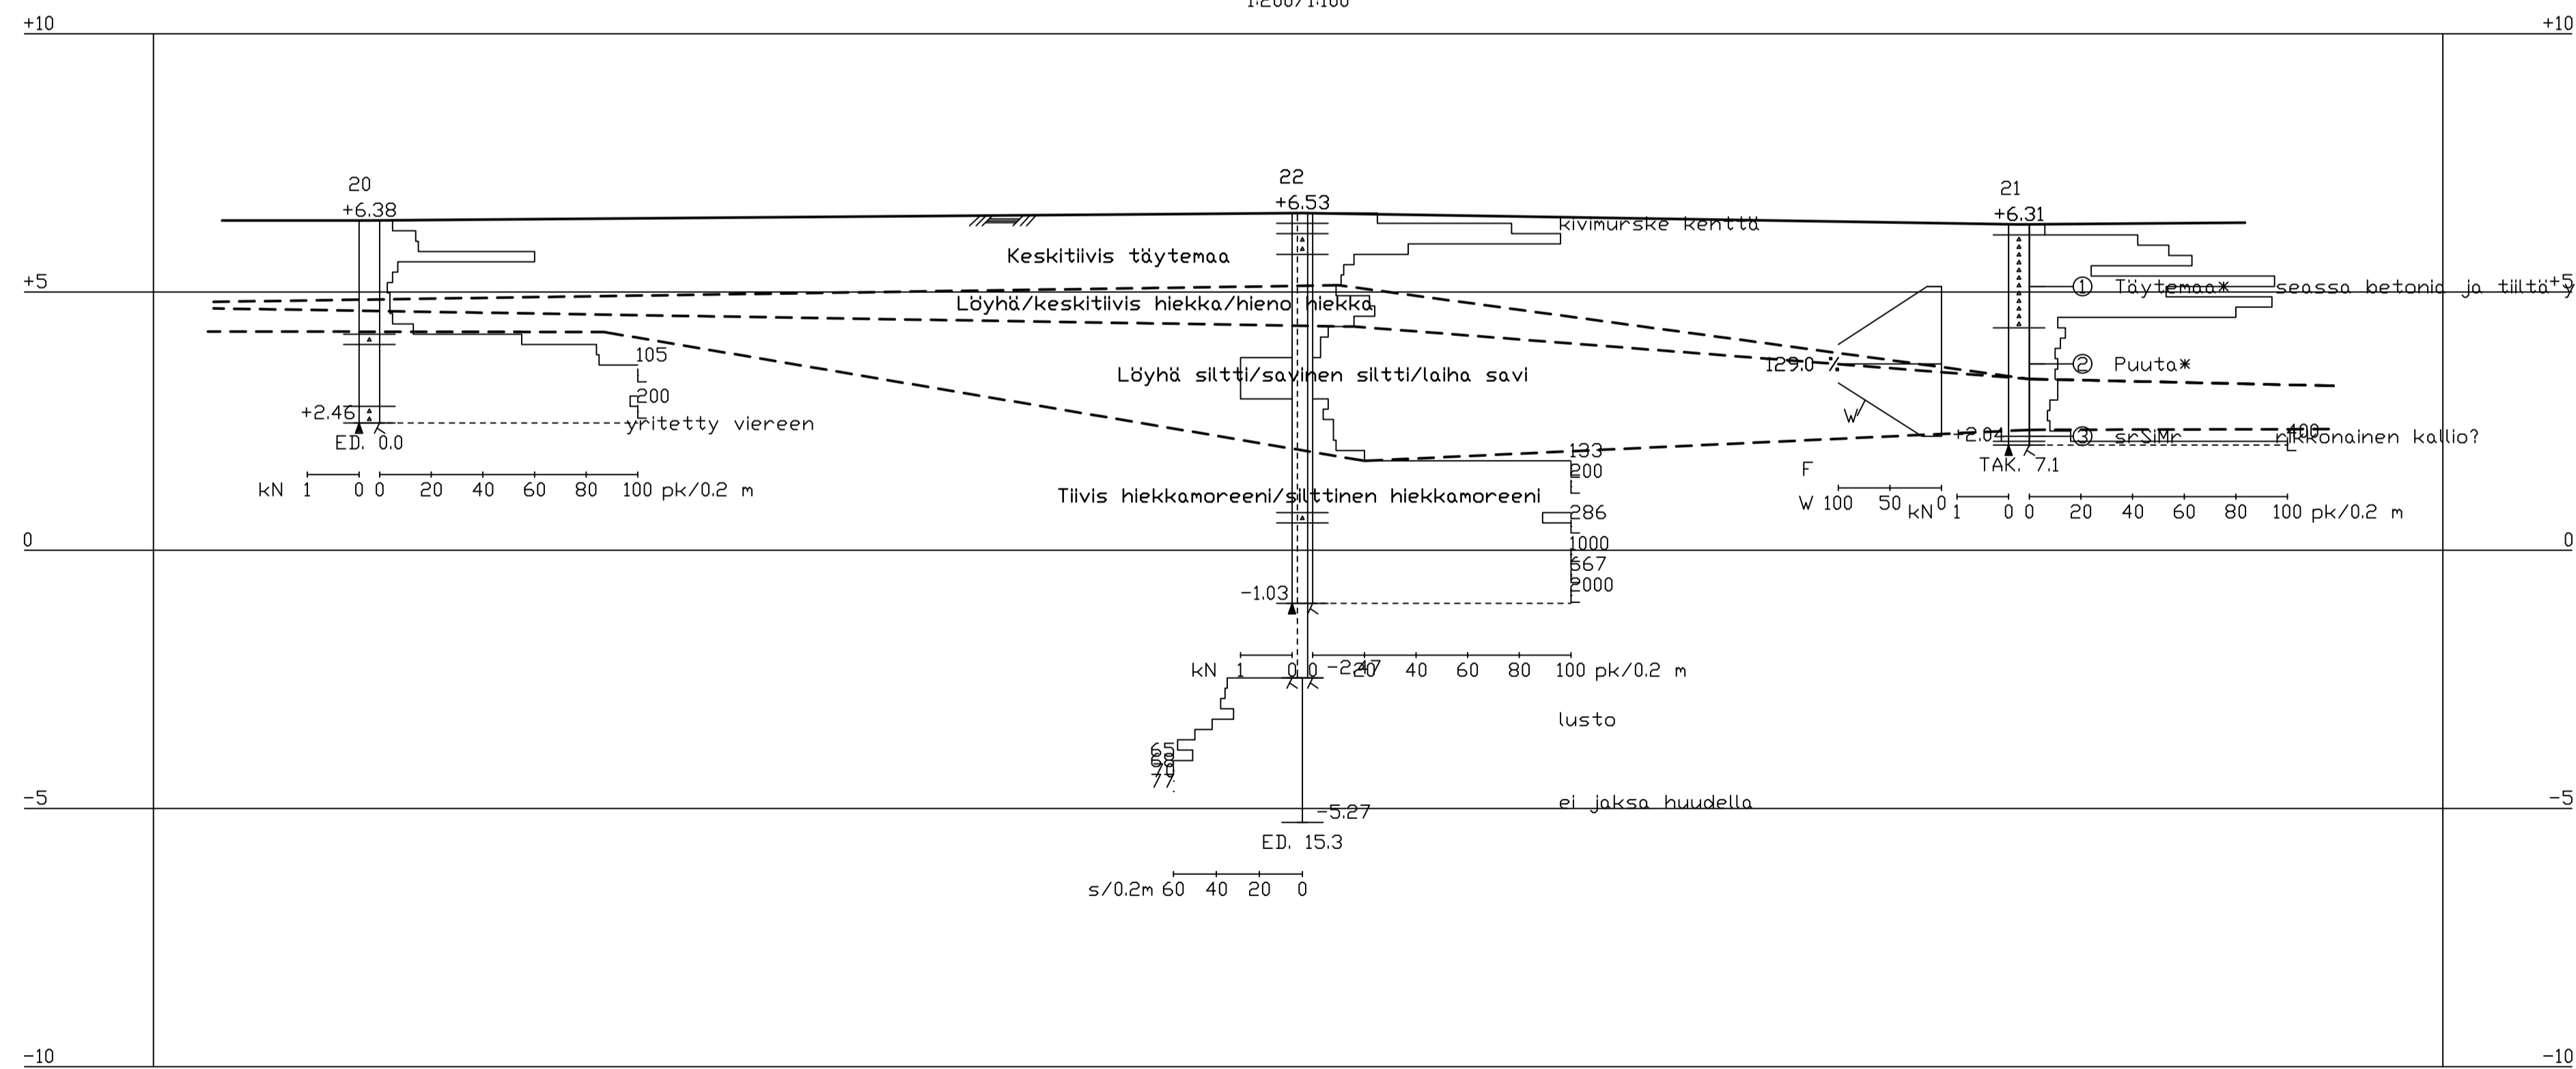 +10 +10
20
+6.38
22
+6.53
21
+6.31
kivimurske kenttä
Keskitiivis täytemaa
+5 +5
1 Täytemaa* seassa betonia ja tiiltä
Löyhä/keskitiivis hiekka/hieno hiekka
105
129.0 %
2 Puuta*
Löyhä siltti/savinen siltti/laiha savi
200
+2.46
yritetty viereen
W
ED. 0.0
+2.04 3 srSiMr rikkonainen kallio?
400
133
TAK. 7.1
F
200
kN 1 0 0 20 40 60 80 100 pk/0.2 m
Tiivis hiekkamoreeni/silttinen hiekkamoreeni
W 100 50 0
kN 1 0 0 20 40 60 80 100 pk/0.2 m
286
0 0
1000
667
2000
-1.03
kN 1 0 0 20 40 60 80 100 pk/0.2 m
-2.47
lusto
65
68
70
77
-5 -5
ei jaksa huudella
-5.27
ED. 15.3
s/0.2m 60 40 20 0
-10 -10